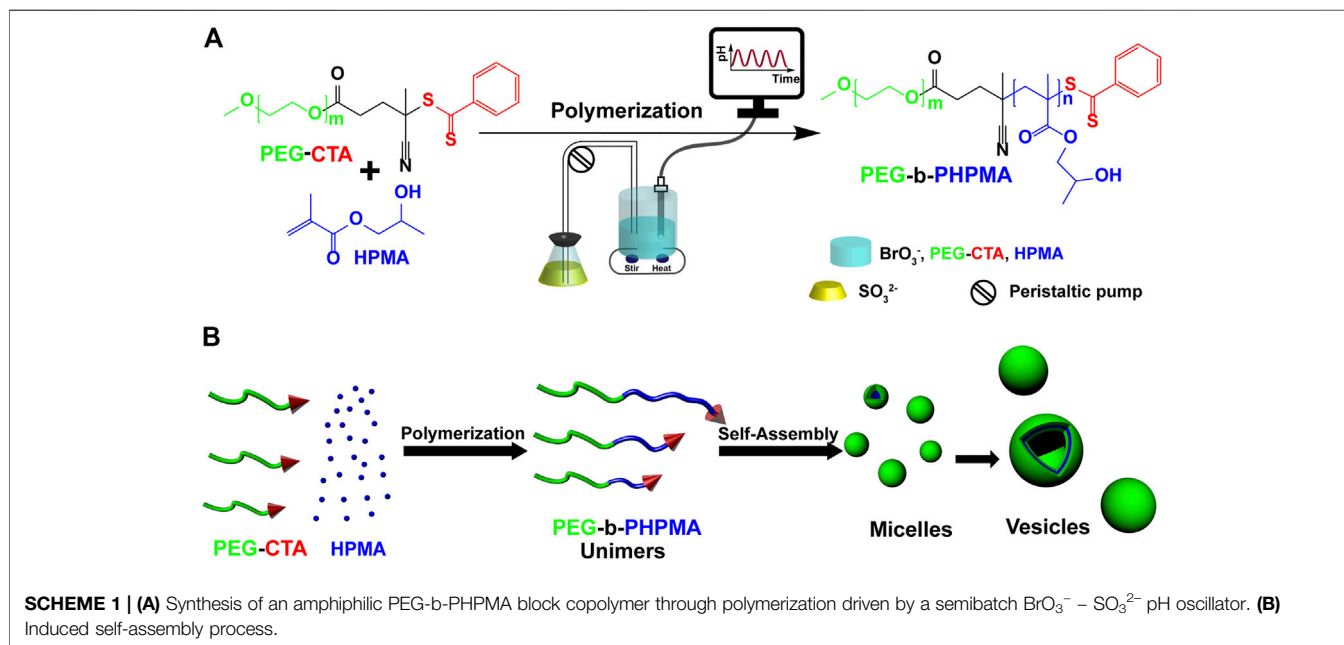 A
pH
Time
O
O
O
m
S
S
N
PEG-CTA
+
OH
O
O
HPMA
Polymerization
Stir
Heat
O
O
O
m
n
S
S
N
O
O
OH
PEG-b-PHPMA
BrO₃⁻, PEG-CTA, HPMA
SO₃²⁻
Peristaltic pump
B
Polymerization
Self-Assembly
PEG-CTA
HPMA
PEG-b-PHPMA
Unimers
Micelles
Vesicles
SCHEME 1 | (A) Synthesis of an amphiphilic PEG-b-PHPMA block copolymer through polymerization driven by a semibatch BrO₃⁻ – SO₃²⁻ pH oscillator. (B)
Induced self-assembly process.